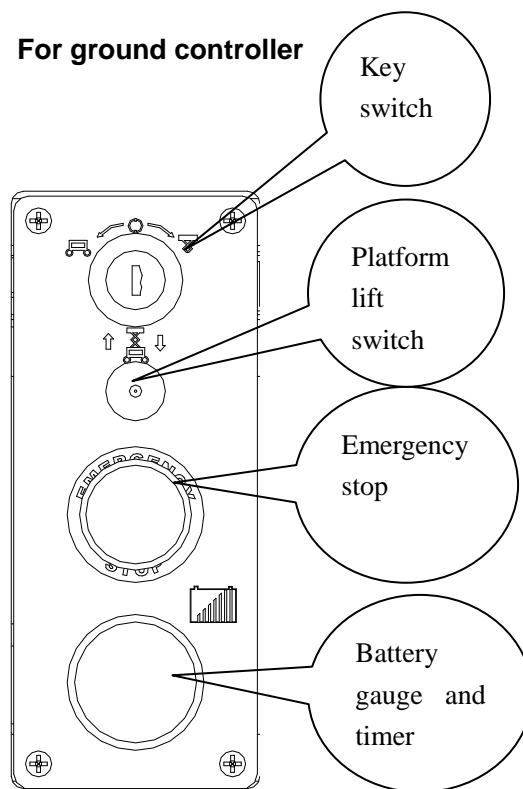 For ground controller
Key
switch
Platform
lift
switch
EMERGENCY
STOP
Emergency
stop
Battery
gauge and
timer